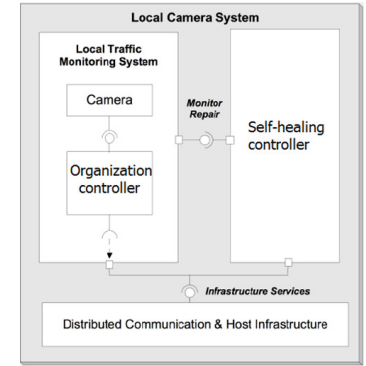 Local Camera System
Local Traffic
Monitoring System
Camera
Monitor
Repair
Self-healing
controller
Organization
controller
Infrastructure Services
Distributed Communication & Host Infrastructure